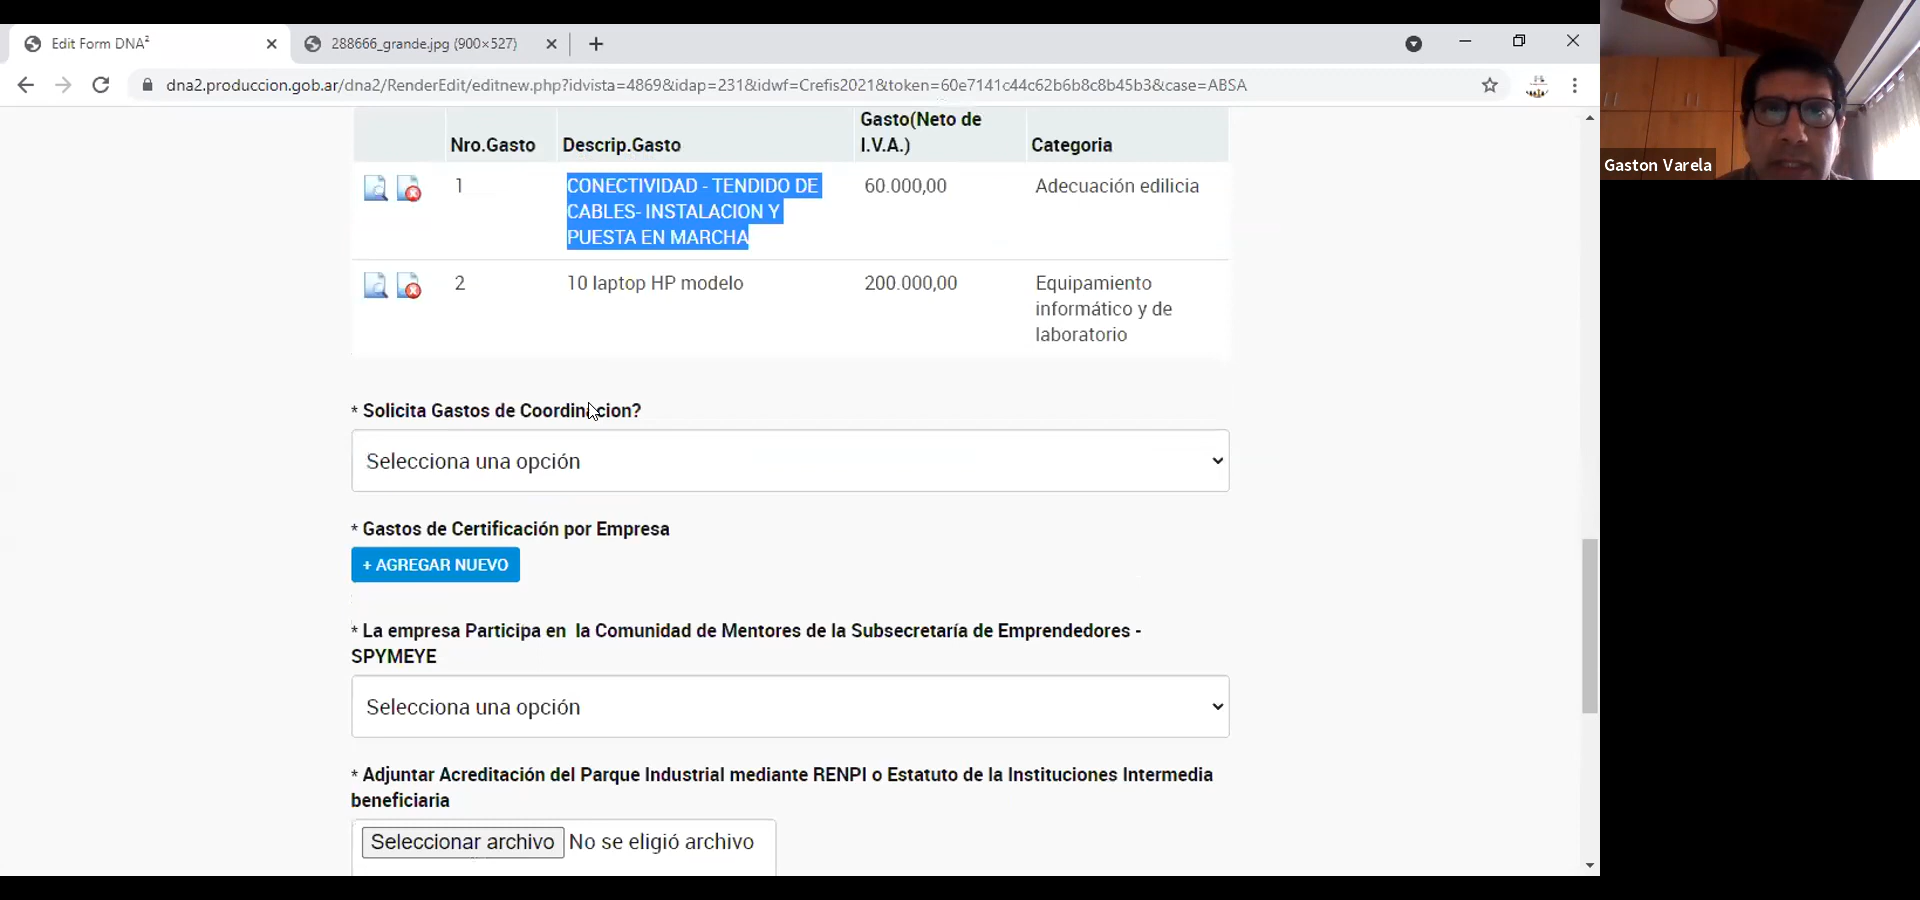 Edit Form DNA²
288666_grande.jpg (900×527)
dna2.produccion.gob.ar/dna2/RenderEdit/editnew.php?idvista=4869&idap=231&idwf=Crefis2021&token=60e7141c44c62b6b8c8b45b3&case=ABSA
Nro.Gasto Descrip.Gasto Gasto(Neto de
I.V.A.) Categoria
1 CONECTIVIDAD - TENDIDO DE
CABLES- INSTALACION Y
PUESTA EN MARCHA 60.000,00 Adecuación edilicia
2 10 laptop HP modelo 200.000,00 Equipamiento
informático y de
laboratorio
* Solicita Gastos de Coordinacion?
Selecciona una opción
* Gastos de Certificación por Empresa
+ AGREGAR NUEVO
* La empresa Participa en la Comunidad de Mentores de la Subsecretaría de Emprendedores -
SPYMEYE
Selecciona una opción
* Adjuntar Acreditación del Parque Industrial mediante RENPI o Estatuto de la Instituciones Intermedia
beneficiaria
Seleccionar archivo No se eligió archivo
Gaston Varela